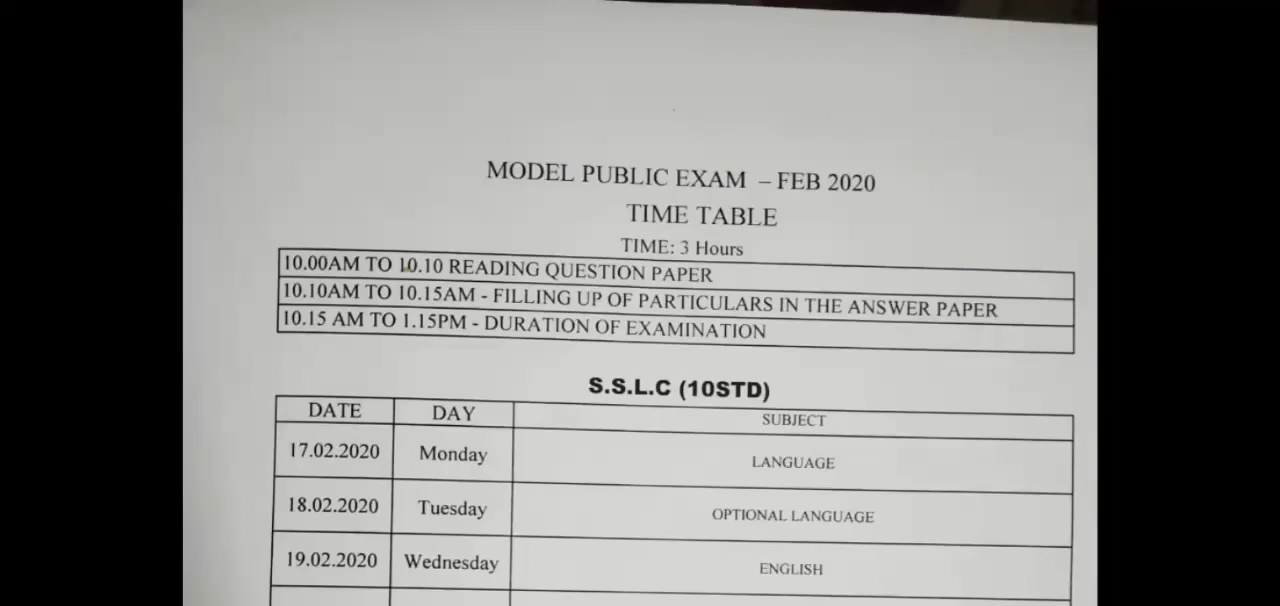 MODEL PUBLIC EXAM – FEB 2020
TIME TABLE
TIME: 3 Hours
10.00AM TO 10.10 READING QUESTION PAPER
10.10AM TO 10.15AM - FILLING UP OF PARTICULARS IN THE ANSWER PAPER
10.15 AM TO 1.15PM - DURATION OF EXAMINATION
S.S.L.C (10STD)
DATE DAY SUBJECT
17.02.2020 Monday LANGUAGE
18.02.2020 Tuesday OPTIONAL LANGUAGE
19.02.2020 Wednesday ENGLISH